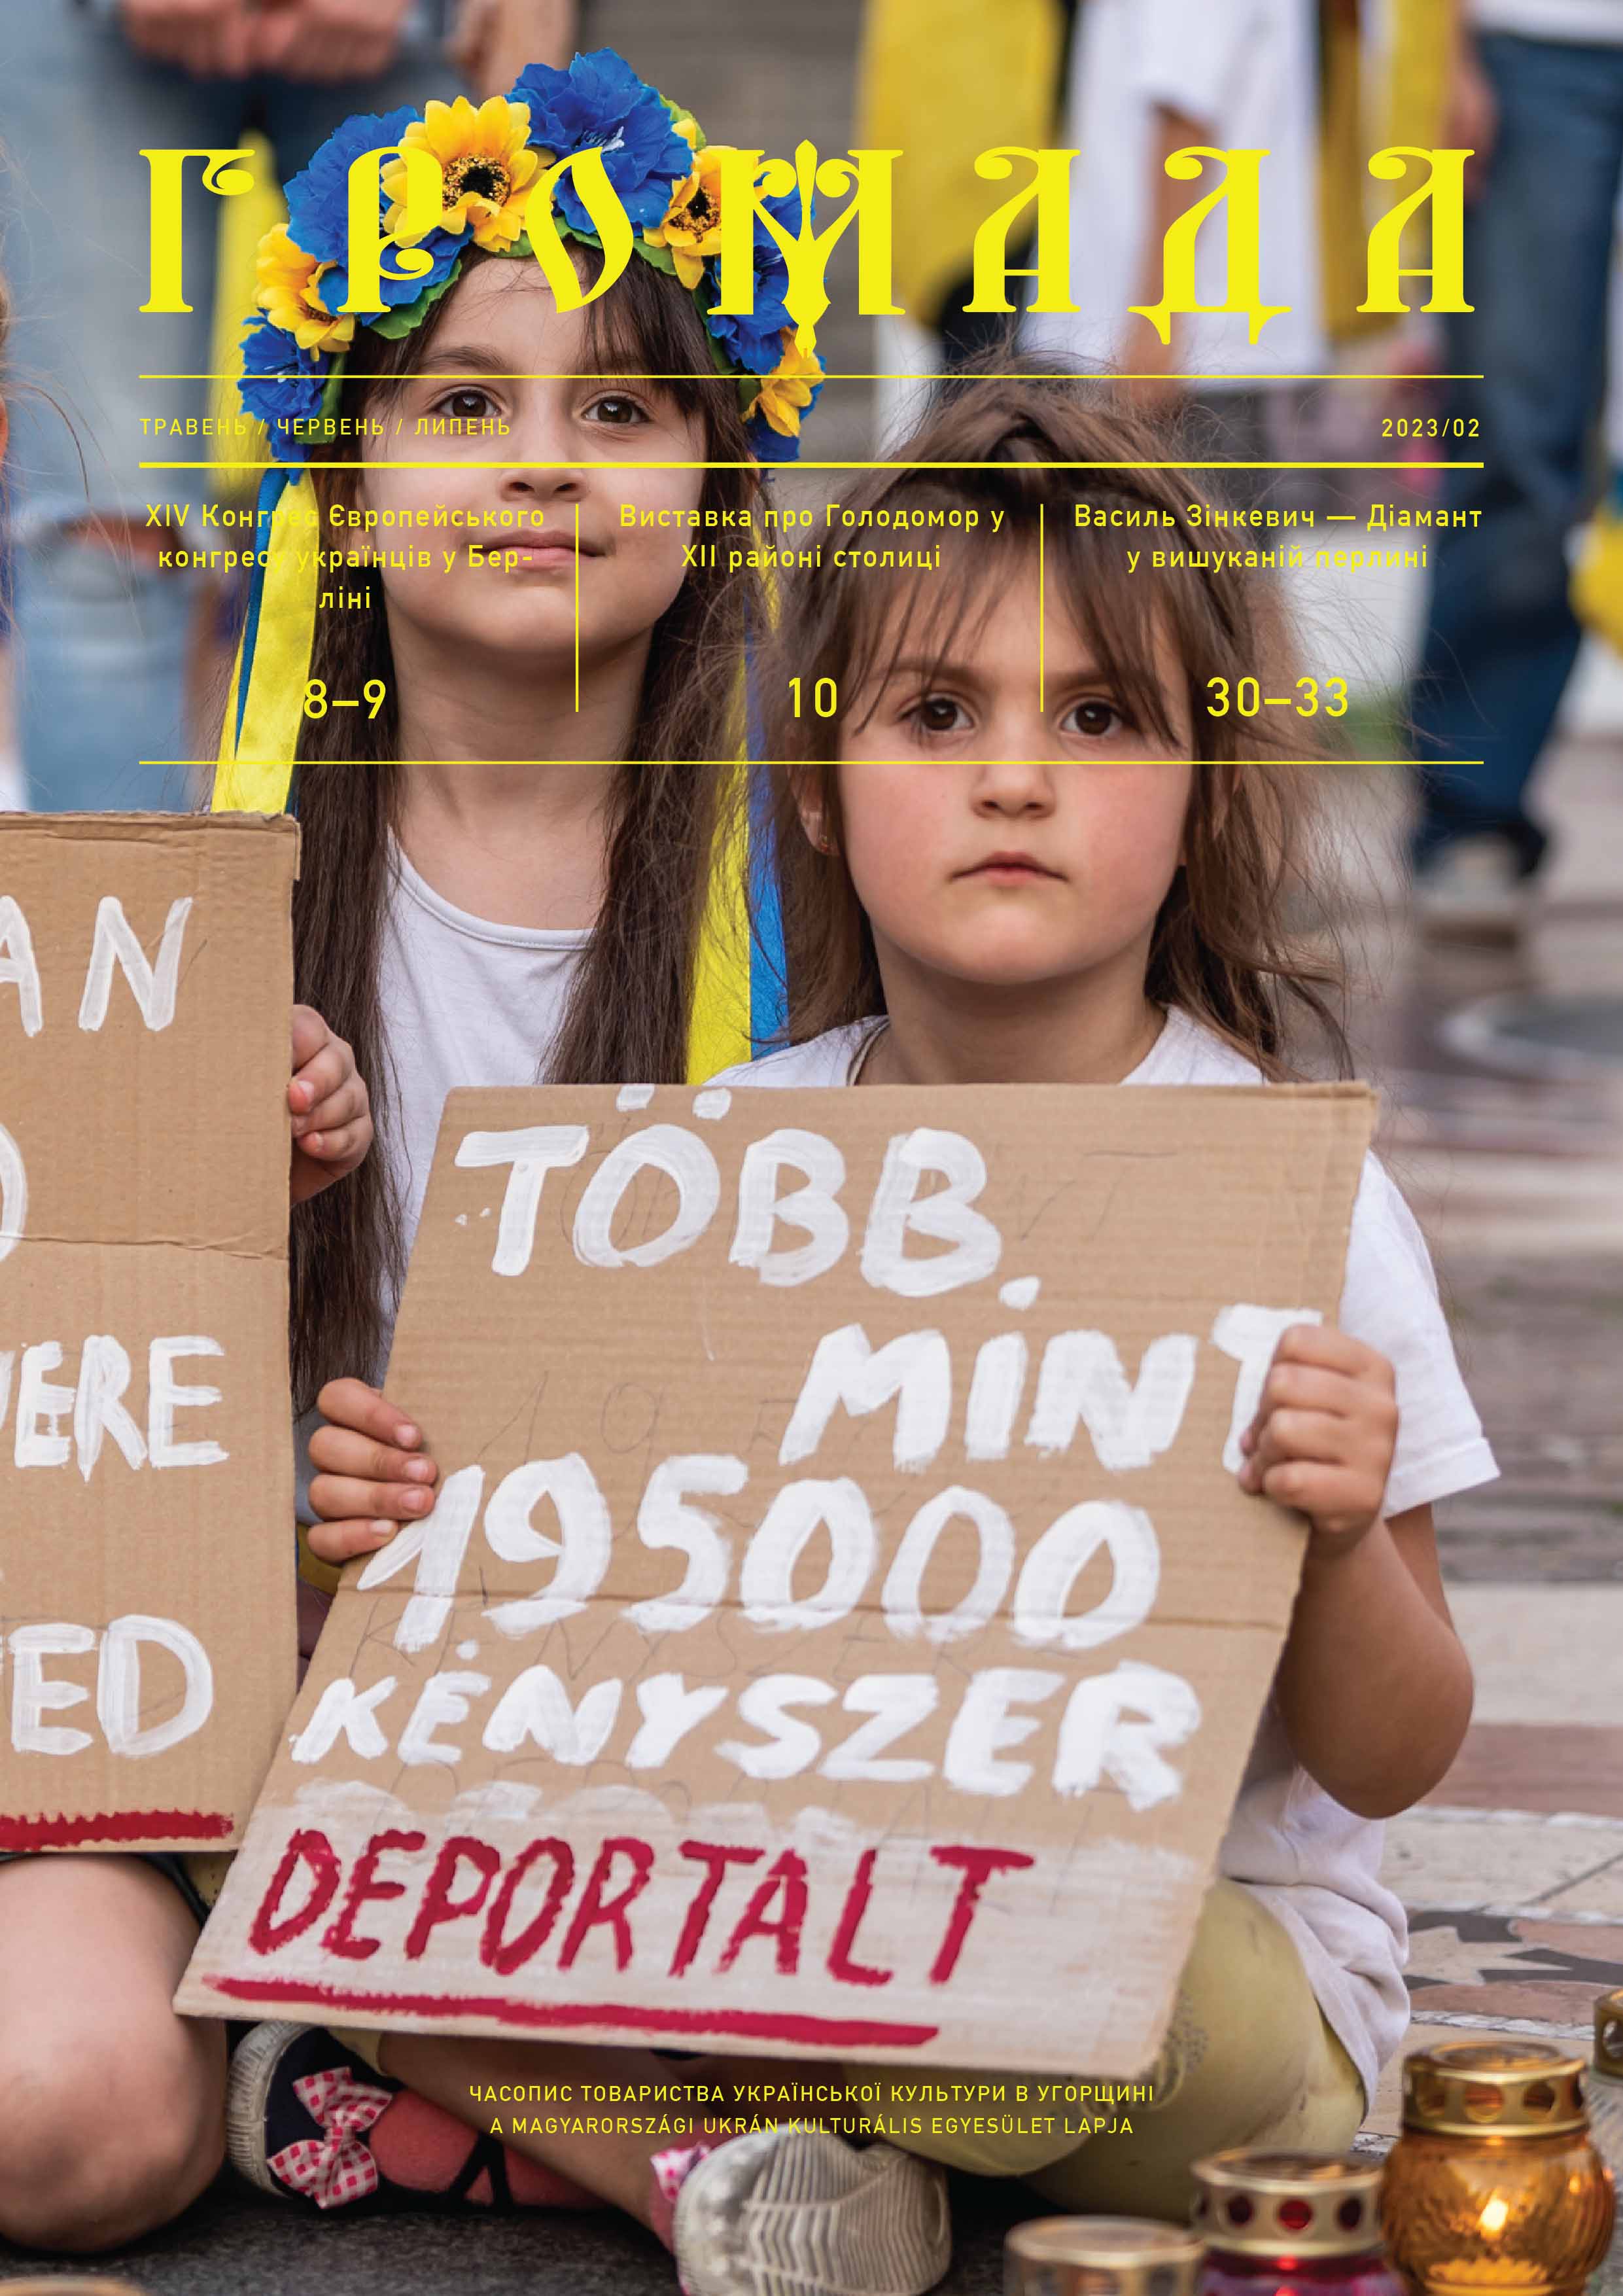 ГРОМАДА
ТРАВЕНЬ / ЧЕРВЕНЬ / ЛИПЕНЬ
2023/02
XIV Конгрес Європейського
конгресу українців у Бер-
ліні
8–9
Виставка про Голодомор у
XII районі столиці
10
Василь Зінкевич — Діамант
у вишуканій перлині
30–33
AN
ERE
ED
TÖBB
MINT
195000
KÉNYSZER
DEPORTALT
ЧАСОПИС ТОВАРИСТВА УКРАЇНСЬКОЇ КУЛЬТУРИ В УГОРЩИНІ
A MAGYARORSZÁGI UKRÁN KULTURÁLIS EGYESÜLET LAPJA